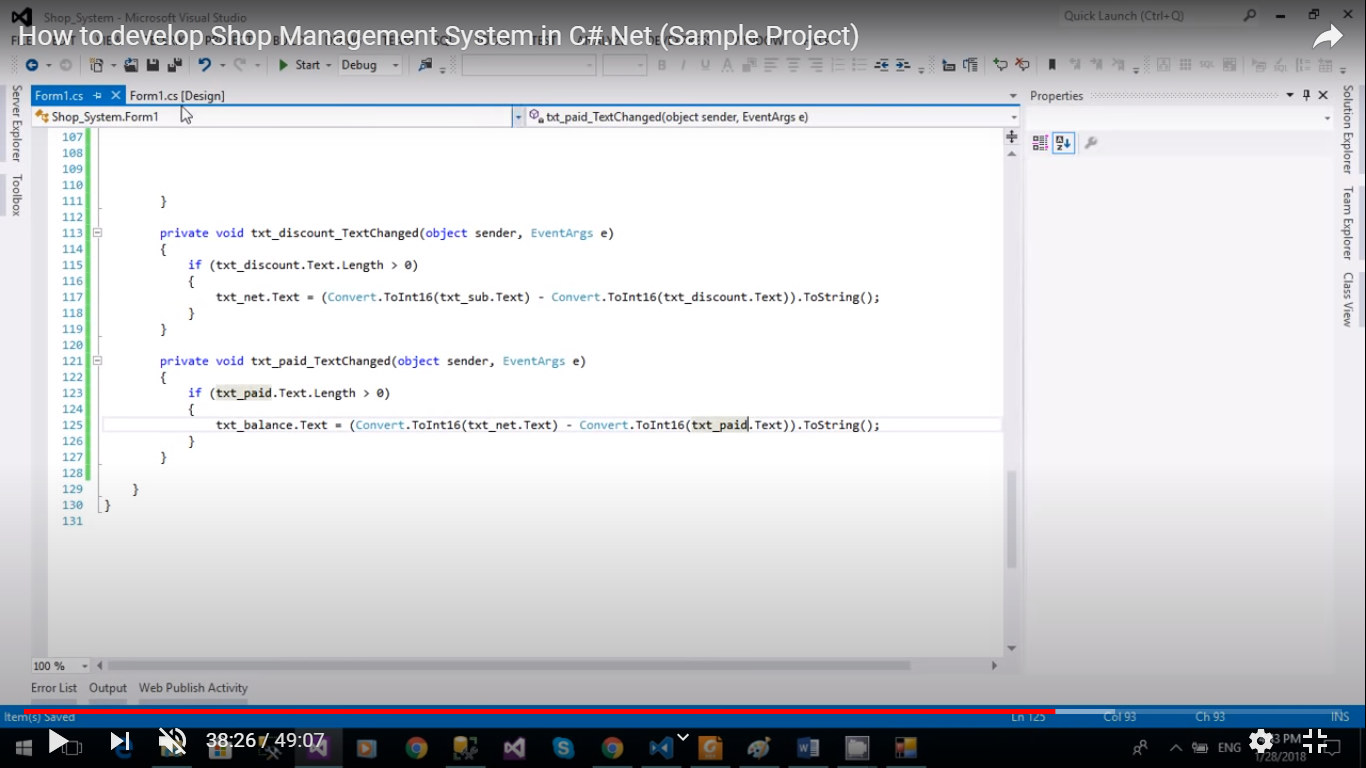 Shop_System - Microsoft Visual Studio
Quick Launch (Ctrl+Q)
How to develop Shop Management System in C#.Net (Sample Project)
Start
Debug
Form1.cs
Form1.cs [Design]
Properties
Shop_System.Form1
txt_paid_TextChanged(object sender, EventArgs e)
Server Explorer
Toolbox
Solution Explorer
Team Explorer
Class View
107
108
109
110
111 }
112
113 private void txt_discount_TextChanged(object sender, EventArgs e)
114 {
115 if (txt_discount.Text.Length > 0)
116 {
117 txt_net.Text = (Convert.ToInt16(txt_sub.Text) - Convert.ToInt16(txt_discount.Text)).ToString();
118 }
119 }
120
121 private void txt_paid_TextChanged(object sender, EventArgs e)
122 {
123 if (txt_paid.Text.Length > 0)
124 {
125 txt_balance.Text = (Convert.ToInt16(txt_net.Text) - Convert.ToInt16(txt_paid.Text)).ToString();
126 }
127 }
128
129 }
130 }
131
100 %
Error List Output Web Publish Activity
Item(s) Saved
Ln 125 Col 93 Ch 93 INS
38:26 / 49:07
ENG
PM
1/28/2018